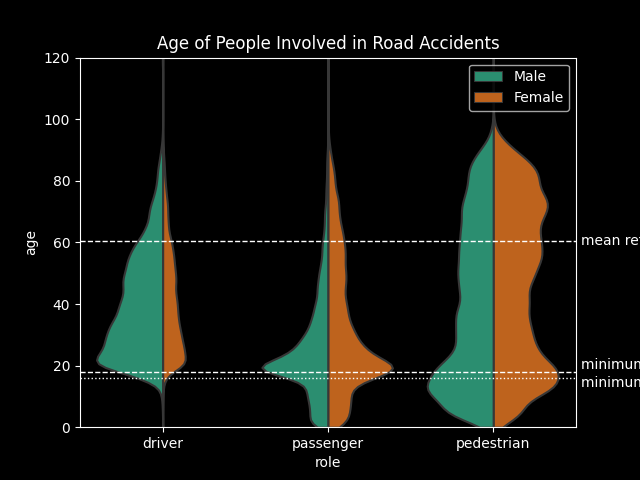 Age of People Involved in Road Accidents
120
100
80
60
40
20
0
age
Male
Female
mean
minimum
minimum
driver
passenger
pedestrian
role